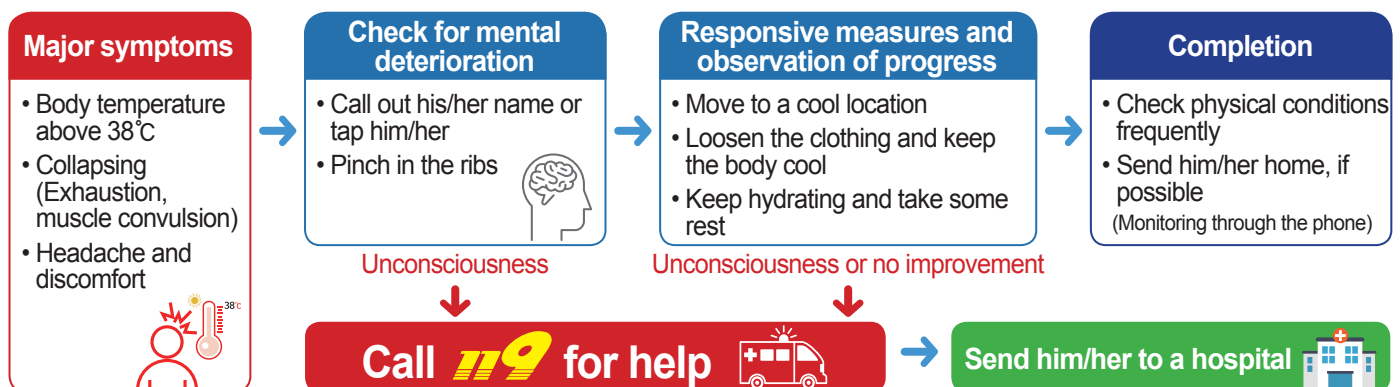 Major symptoms
• Body temperature
above 38℃
• Collapsing
(Exhaustion,
muscle convulsion)
• Headache and
discomfort
38℃
Check for mental
deterioration
• Call out his/her name or
tap him/her
• Pinch in the ribs
Unconsciousness
Responsive measures and
observation of progress
• Move to a cool location
• Loosen the clothing and keep
the body cool
• Keep hydrating and take some
rest
Unconsciousness or no improvement
Completion
• Check physical conditions
frequently
• Send him/her home, if
possible
(Monitoring through the phone)
Call 119 for help
Send him/her to a hospital